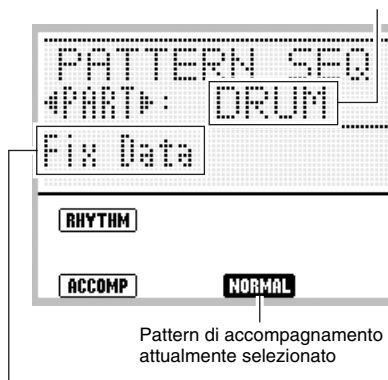 PATTERN SEQ
◀PART▶: DRUM
Fix Data
RHYTHM
ACCOMP NORMAL
Pattern di accompagnamento
attualmente selezionato